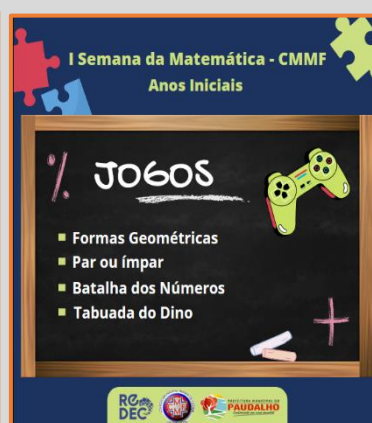 I Semana da Matemática - CMMF
Anos Iniciais
%
JOGOS
Formas Geométricas
Par ou ímpar
Batalha dos Números
Tabuada do Dino
+
PAUDALHO